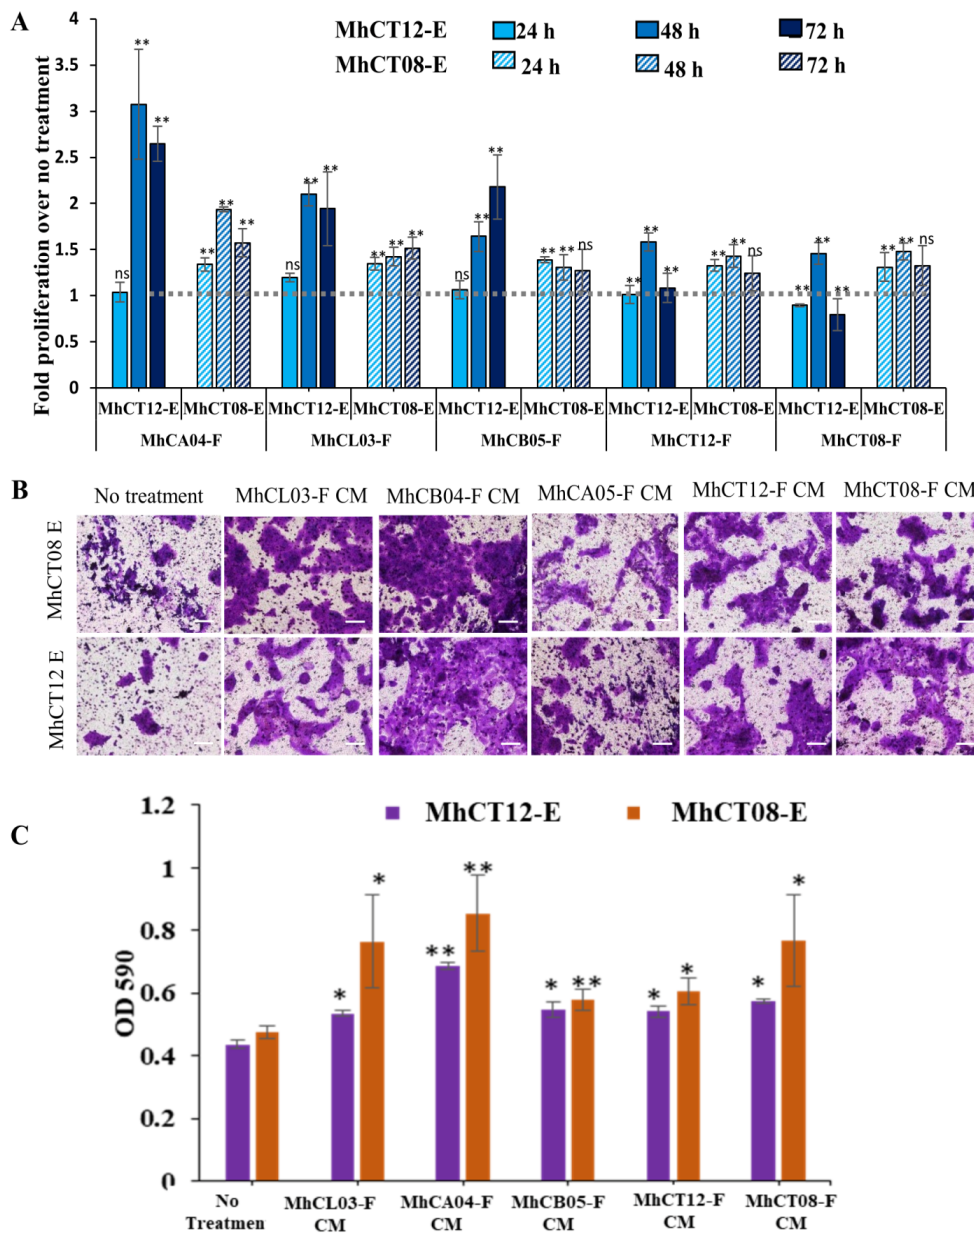 A
MhCT12-E 24 h 48 h 72 h
MhCT08-E 24 h 48 h 72 h
Fold proliferation over no treatment
4
3.5
3
2.5
2
1.5
1
0.5
0
ns ** ** ** ** ** ns ** ** ** ** ** ns ** ** ** ** ns ** ** ** ** ** ns ** ** ** ** ** ns
MhCT12-E MhCT08-E MhCT12-E MhCT08-E MhCT12-E MhCT08-E MhCT12-E MhCT08-E MhCT12-E MhCT08-E
MhCA04-F MhCL03-F MhCB05-F MhCT12-F MhCT08-F
B
No treatment MhCL03-F CM MhCB04-F CM MhCA05-F CM MhCT12-F CM MhCT08-F CM
MhCT08 E
MhCT12 E
C
MhCT12-E MhCT08-E
OD 590
1.2
1
0.8
0.6
0.4
0.2
0
* * ** ** * ** * * * *
No Treatmen
MhCL03-F CM
MhCA04-F CM
MhCB05-F CM
MhCT12-F CM
MhCT08-F CM